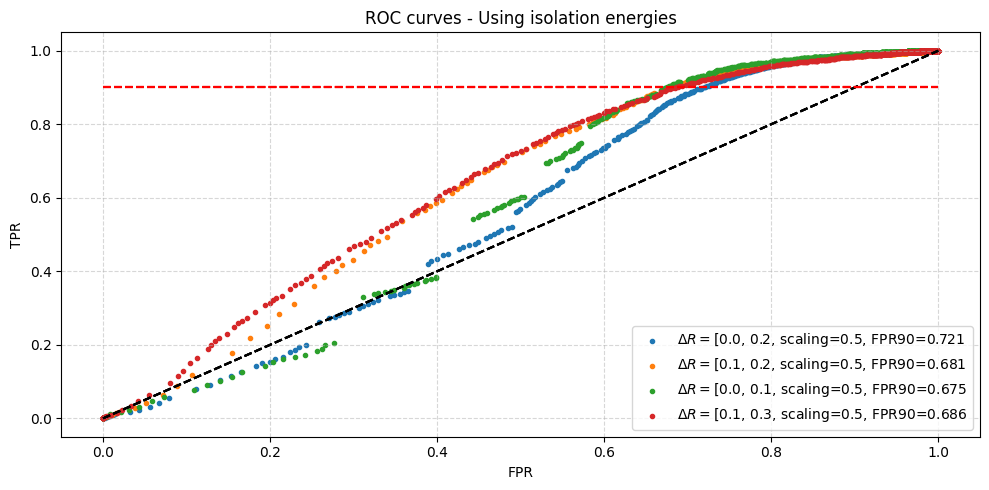 ROC curves - Using isolation energies
TPR
1.0
0.8
0.6
0.4
0.2
0.0
0.0 0.2 0.4 0.6 0.8 1.0
FPR
ΔR = [0.0, 0.2, scaling=0.5, FPR90=0.721
ΔR = [0.1, 0.2, scaling=0.5, FPR90=0.681
ΔR = [0.0, 0.1, scaling=0.5, FPR90=0.675
ΔR = [0.1, 0.3, scaling=0.5, FPR90=0.686